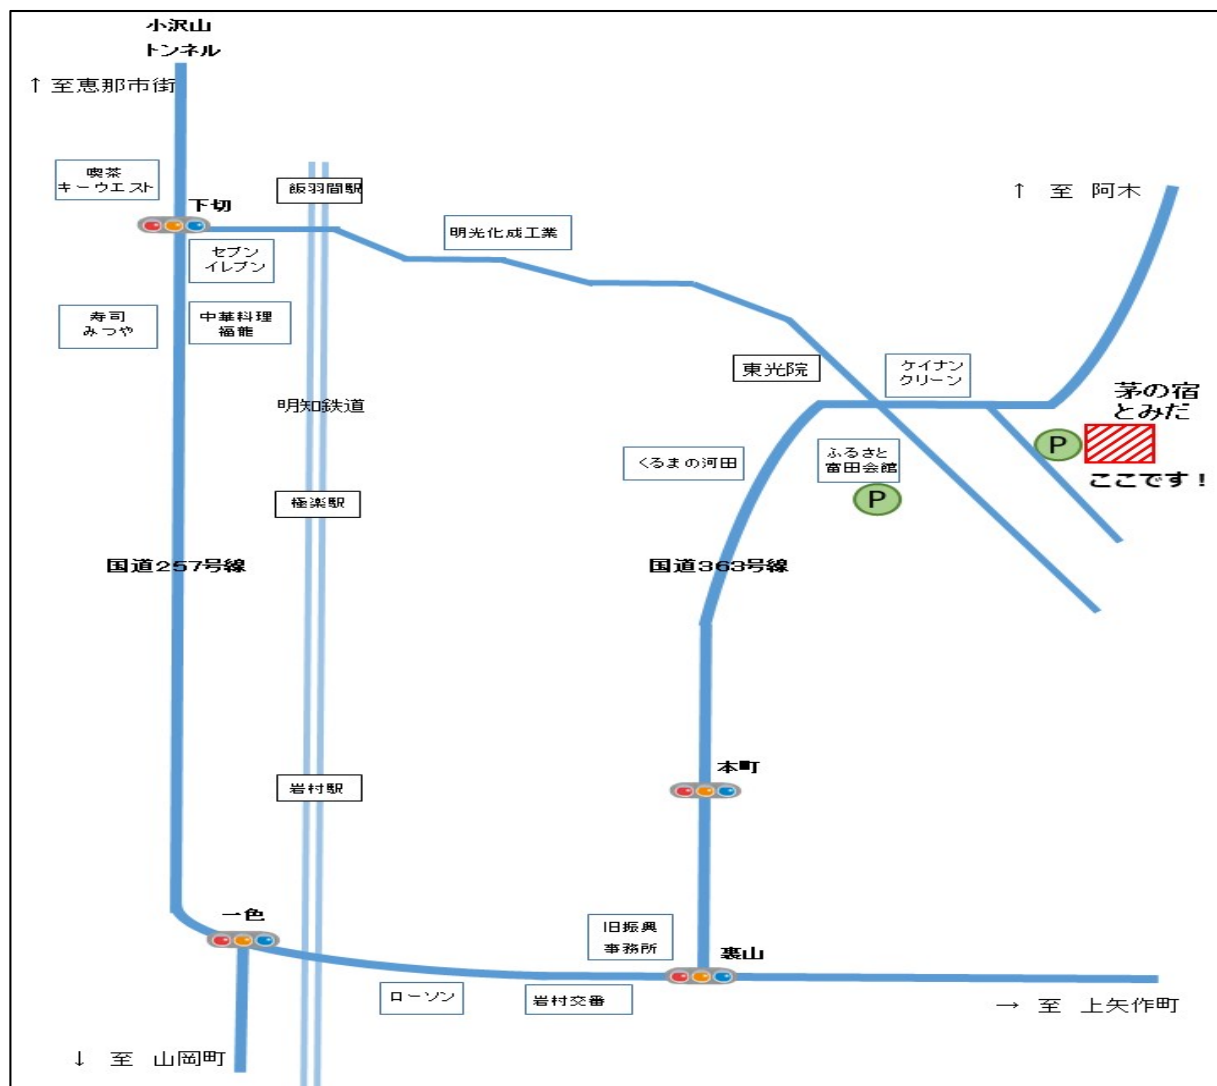 小沢山
トンネル
↑至恵那市街
喫茶
キーウエスト
下切
飯羽間駅
明光化成工業
↑ 至 阿木
セブン
イレブン
寿司
みつや
中華料理
福龍
東光院
ケイナン
クリーン
茅の宿
とみだ
明知鉄道
くるまの河田
ふるさと
富田会館
P
P
ここです！
極楽駅
国道257号線
国道363号線
本町
岩村駅
一色
旧振興
事務所
裏山
ローソン
岩村交番
→ 至 上矢作町
↓ 至 山岡町